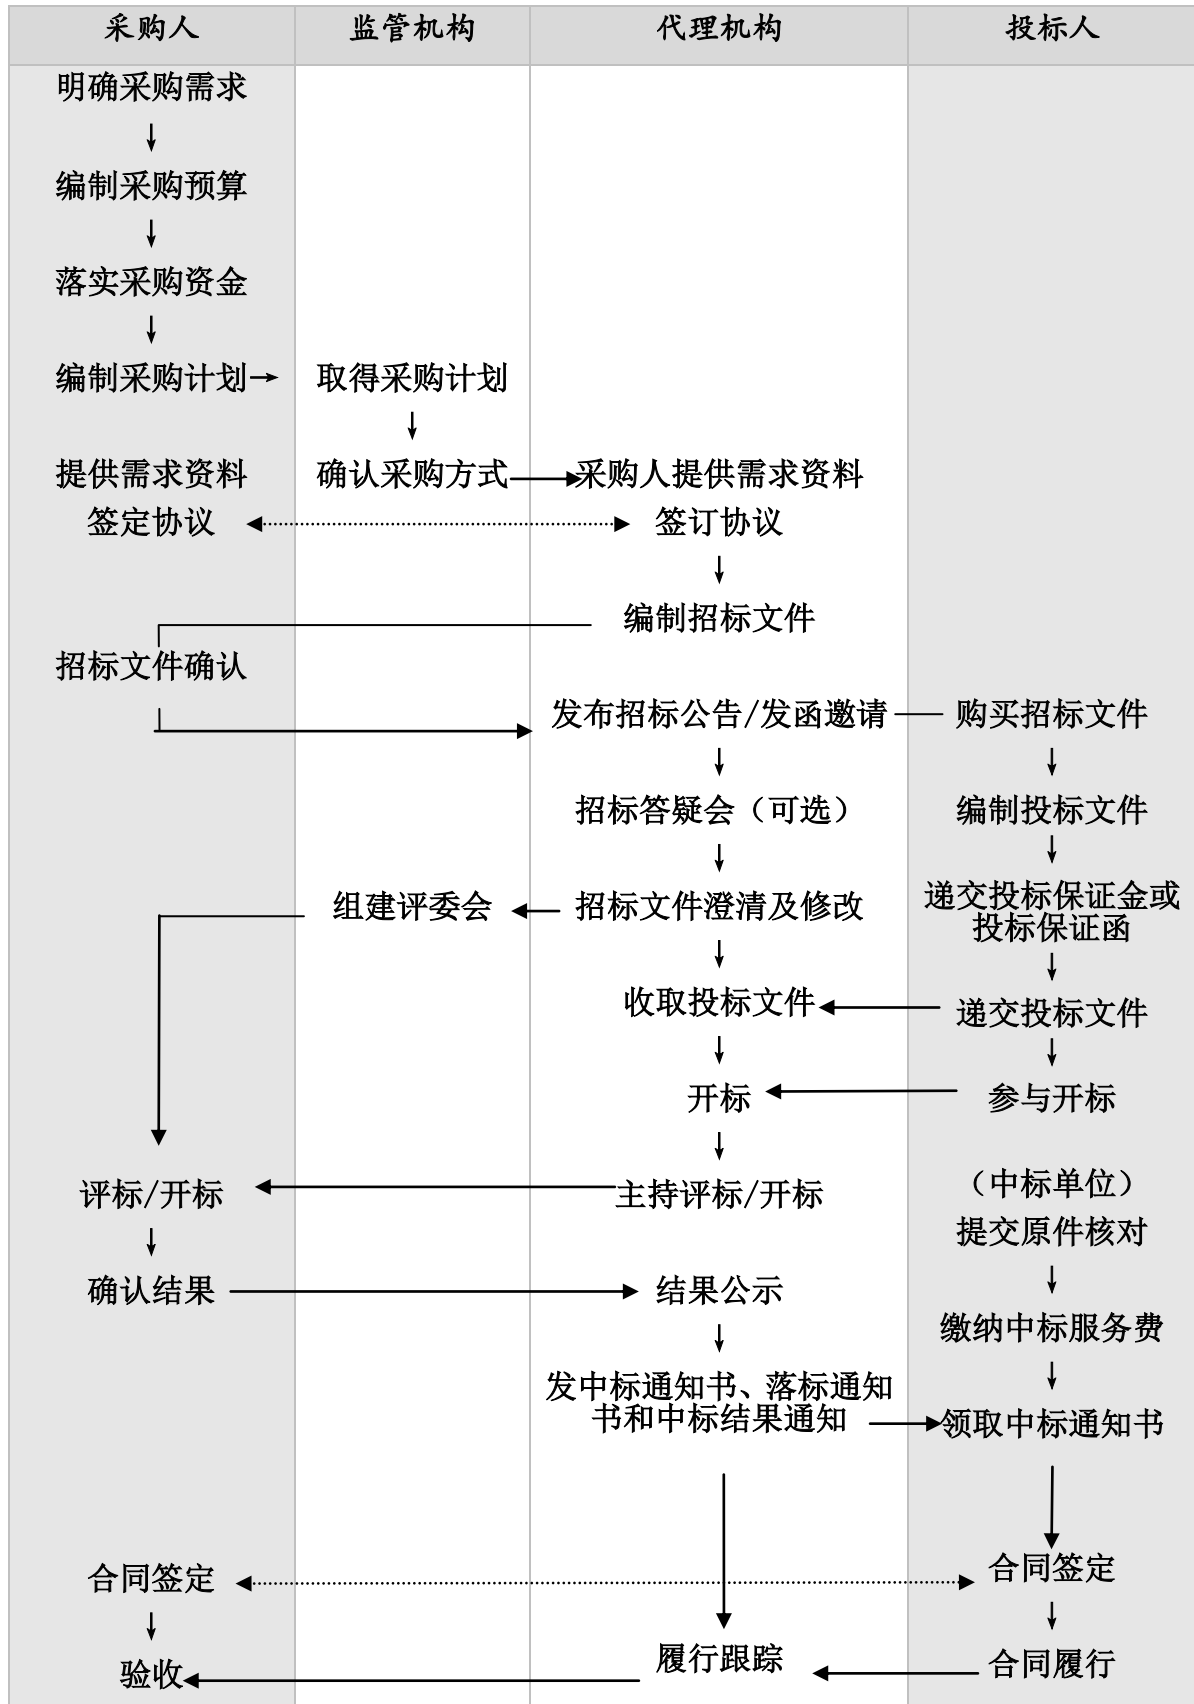 采购人 监管机构 代理机构 投标人
明确采购需求
编制采购预算
落实采购资金
编制采购计划 取得采购计划
提供需求资料 确认采购方式 采购人提供需求资料
签定协议 签订协议
编制招标文件
招标文件确认
发布招标公告/发函邀请 购买招标文件
招标答疑会（可选） 编制投标文件
组建评委会 招标文件澄清及修改 递交投标保证金或
投标保证函
收取投标文件 递交投标文件
开标 参与开标
评标/开标 主持评标/开标 （中标单位）
提交原件核对
确认结果 结果公示
缴纳中标服务费
发中标通知书、落标通知
书和中标结果通知 领取中标通知书
合同签定 合同签定
验收 履行跟踪 合同履行